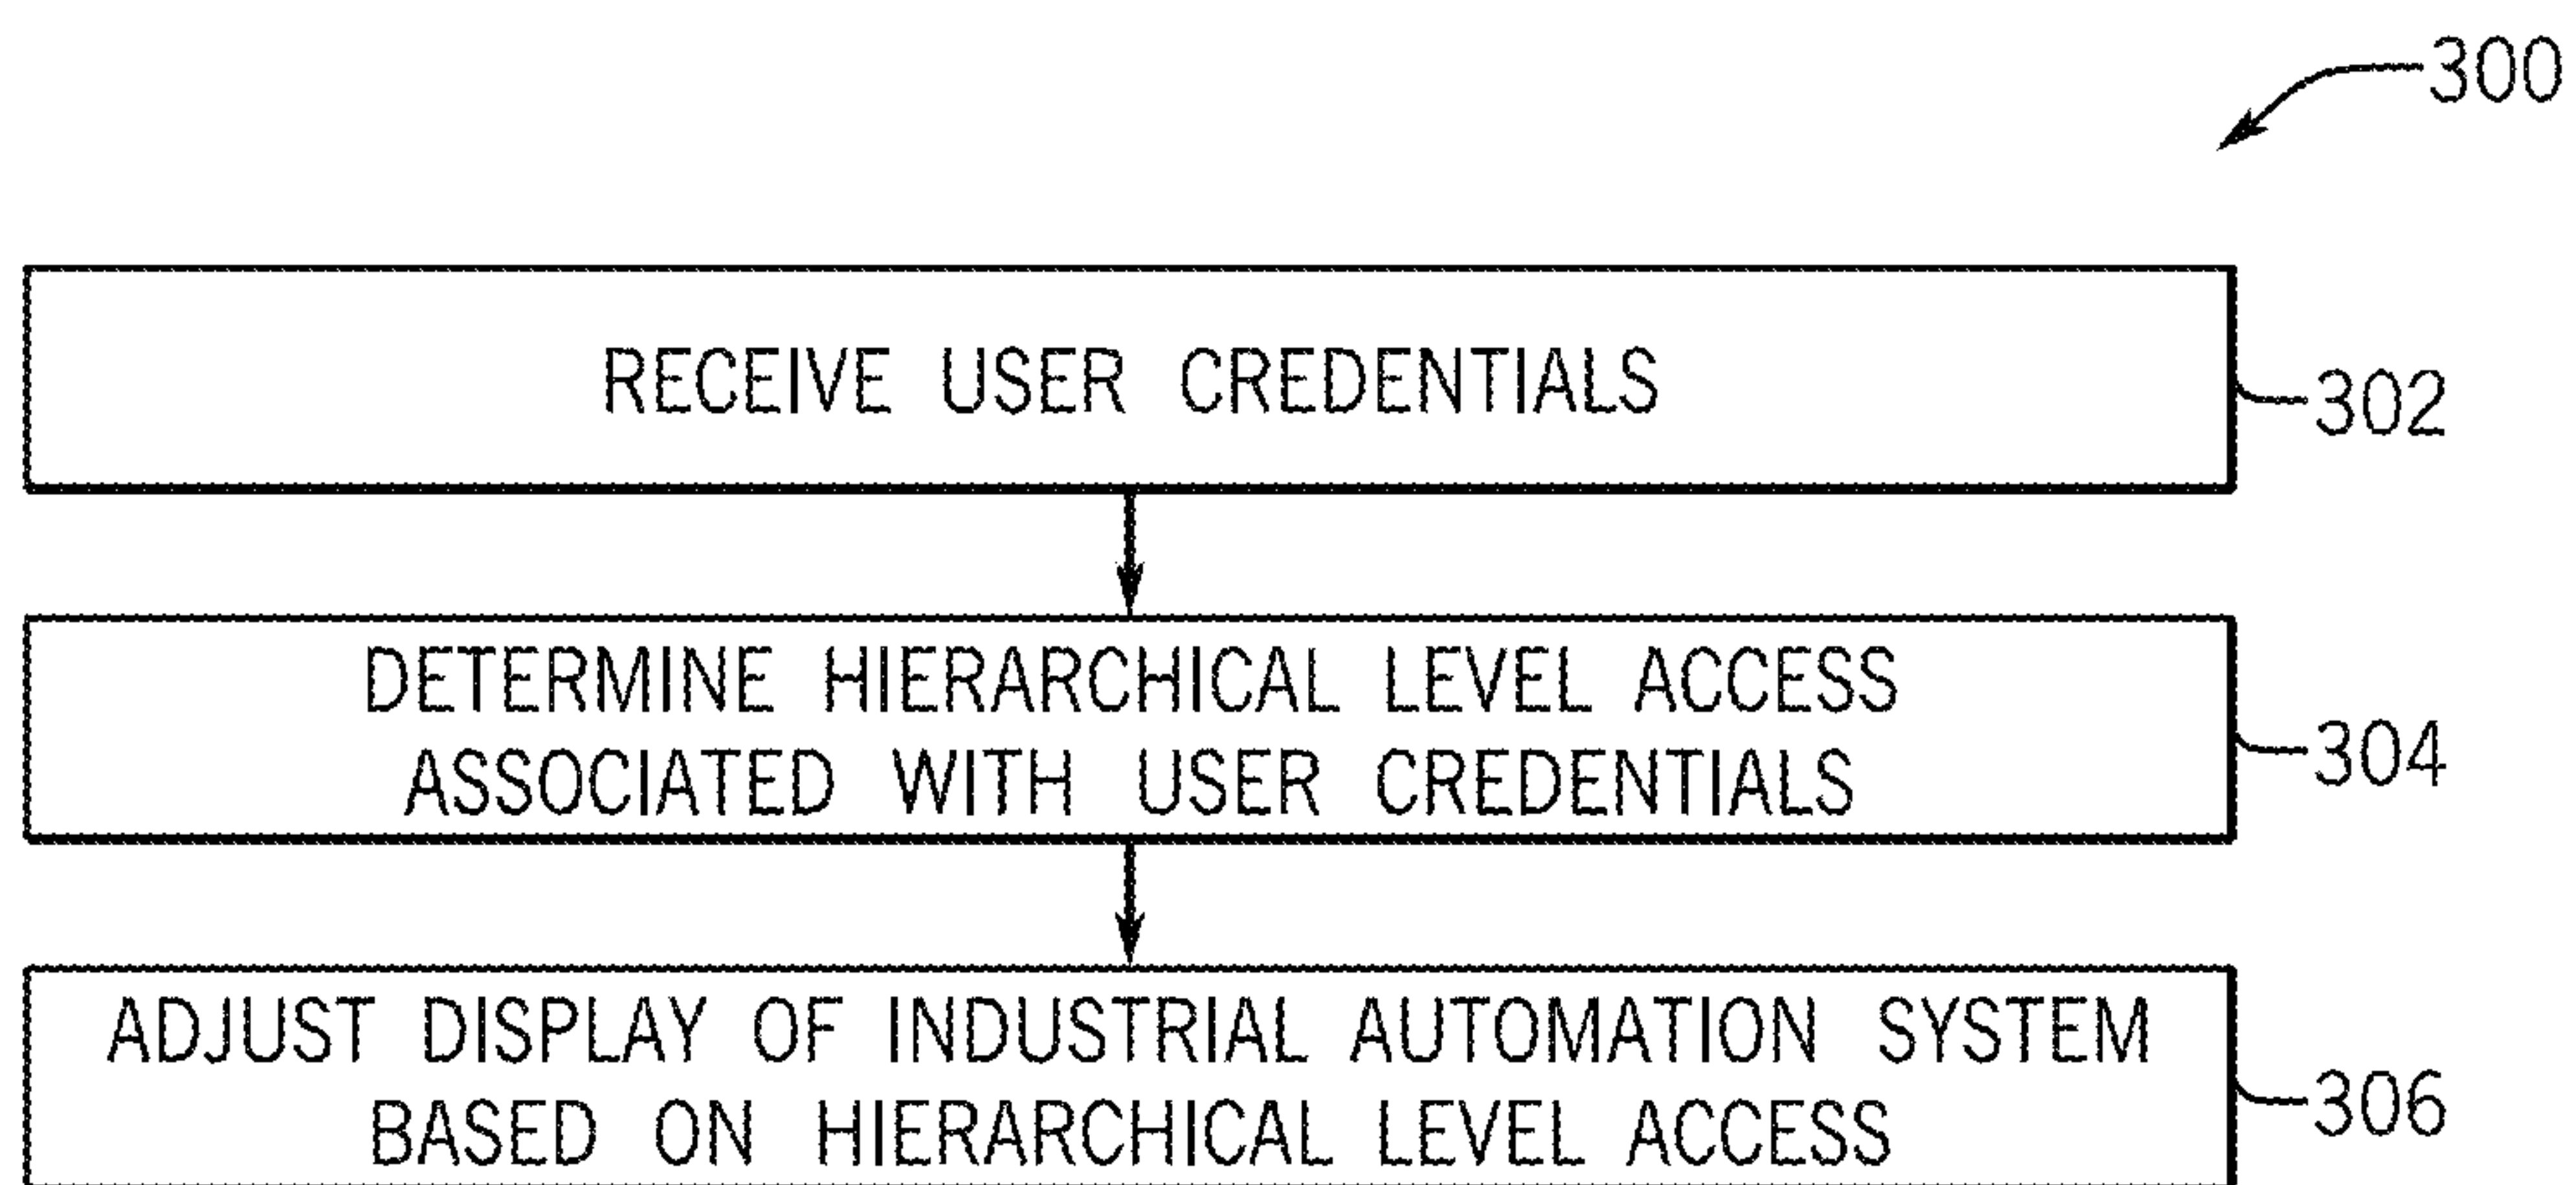 300
RECEIVE USER CREDENTIALS
302
DETERMINE HIERARCHICAL LEVEL ACCESS
ASSOCIATED WITH USER CREDENTIALS
304
ADJUST DISPLAY OF INDUSTRIAL AUTOMATION SYSTEM
BASED ON HIERARCHICAL LEVEL ACCESS
306